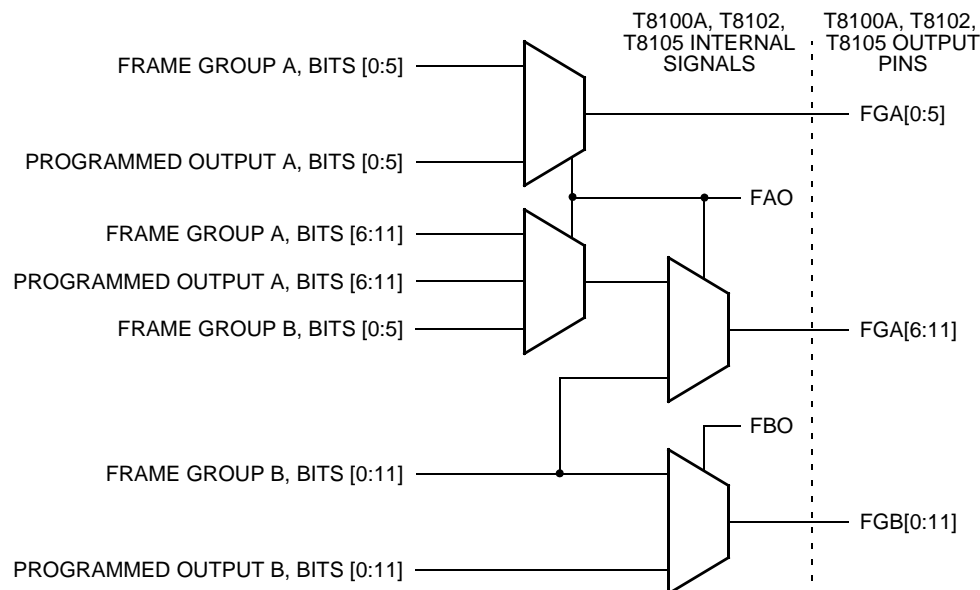 T8100A, T8102,
T8105 INTERNAL
SIGNALS
T8100A, T8102,
T8105 OUTPUT
PINS
FRAME GROUP A, BITS [0:5]
FGA[0:5]
PROGRAMMED OUTPUT A, BITS [0:5]
FAO
FRAME GROUP A, BITS [6:11]
PROGRAMMED OUTPUT A, BITS [6:11]
FRAME GROUP B, BITS [0:5]
FGA[6:11]
FBO
FRAME GROUP B, BITS [0:11]
FGB[0:11]
PROGRAMMED OUTPUT B, BITS [0:11]